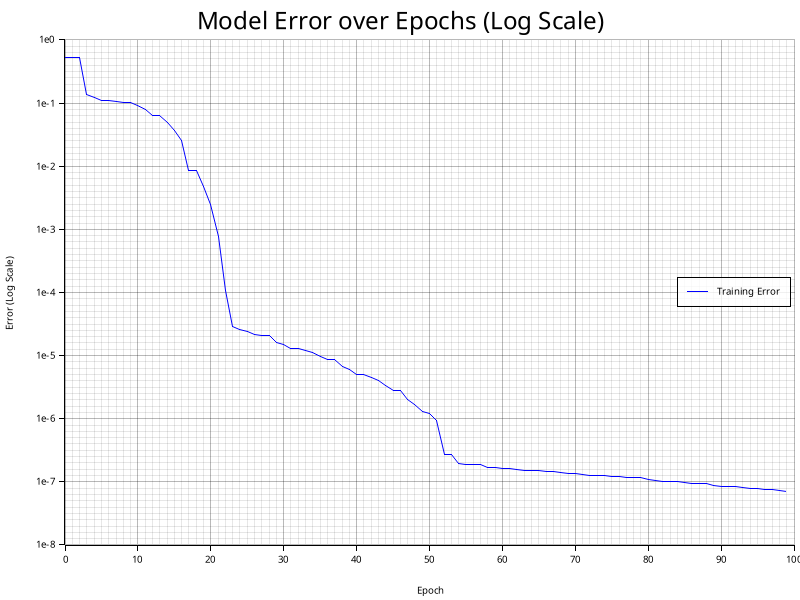 Model Error over Epochs (Log Scale)
1e0
1e-1
1e-2
1e-3
1e-4
1e-5
1e-6
1e-7
1e-8
Error (Log Scale)
Training Error
0 10 20 30 40 50 60 70 80 90 100
Epoch